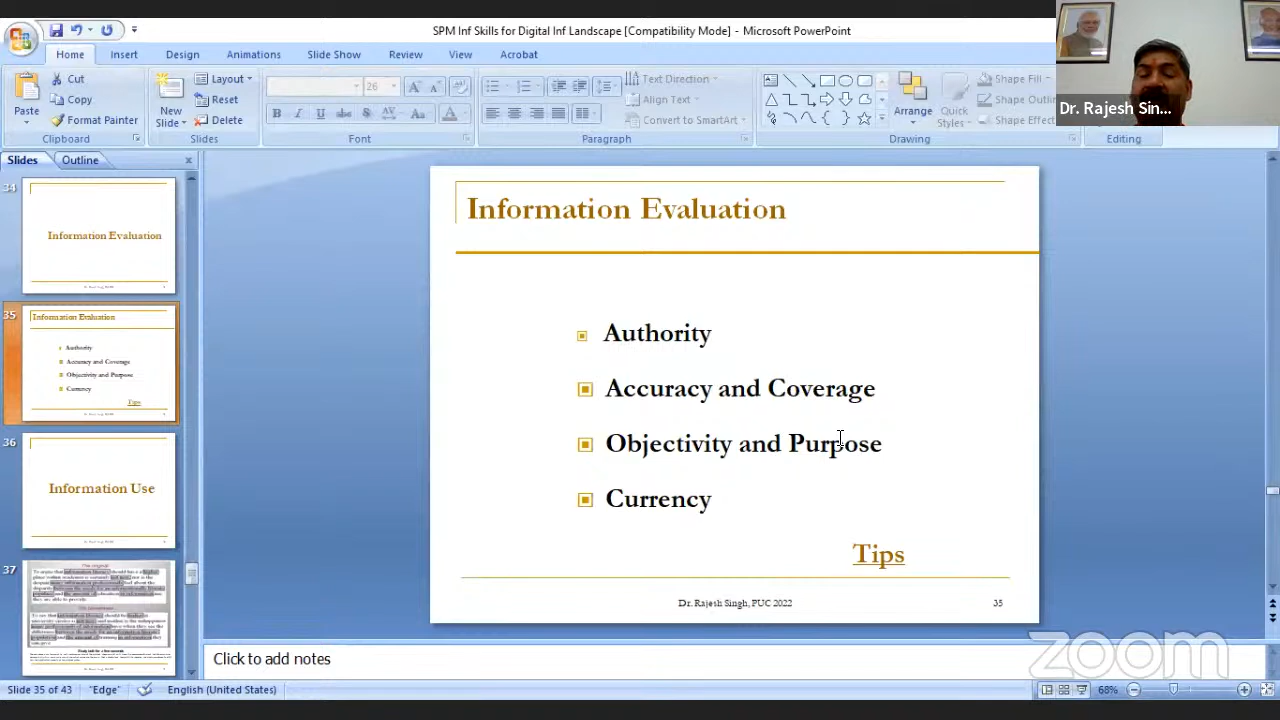 SPM Inf Skills for Digital Inf Landscape [Compatibility Mode] - Microsoft PowerPoint
Home Insert Design Animations Slide Show Review View Acrobat
Paste
Cut
Copy
Format Painter
Clipboard
New
Slide
Layout
Reset
Delete
Slides
26
B I U S AV Aa A
Font
Text Direction
Align Text
Convert to SmartArt
Paragraph
Arrange
Quick
Styles
Shape Fill
Shape Outli
Shape Effect
Drawing
Editing
Dr. Rajesh Sin...
Slides Outline
34
Information Evaluation
35
Information Evaluation
Authority
Accuracy and Coverage
Objectivity and Purpose
Currency
Tips
36
Information Use
37
Information Evaluation
Authority
Accuracy and Coverage
Objectivity and Purpose
Currency
Tips
Dr. Rajesh Singh, PUC 2022
35
Click to add notes
zoom
Slide 35 of 43 "Edge" English (United States) 68%